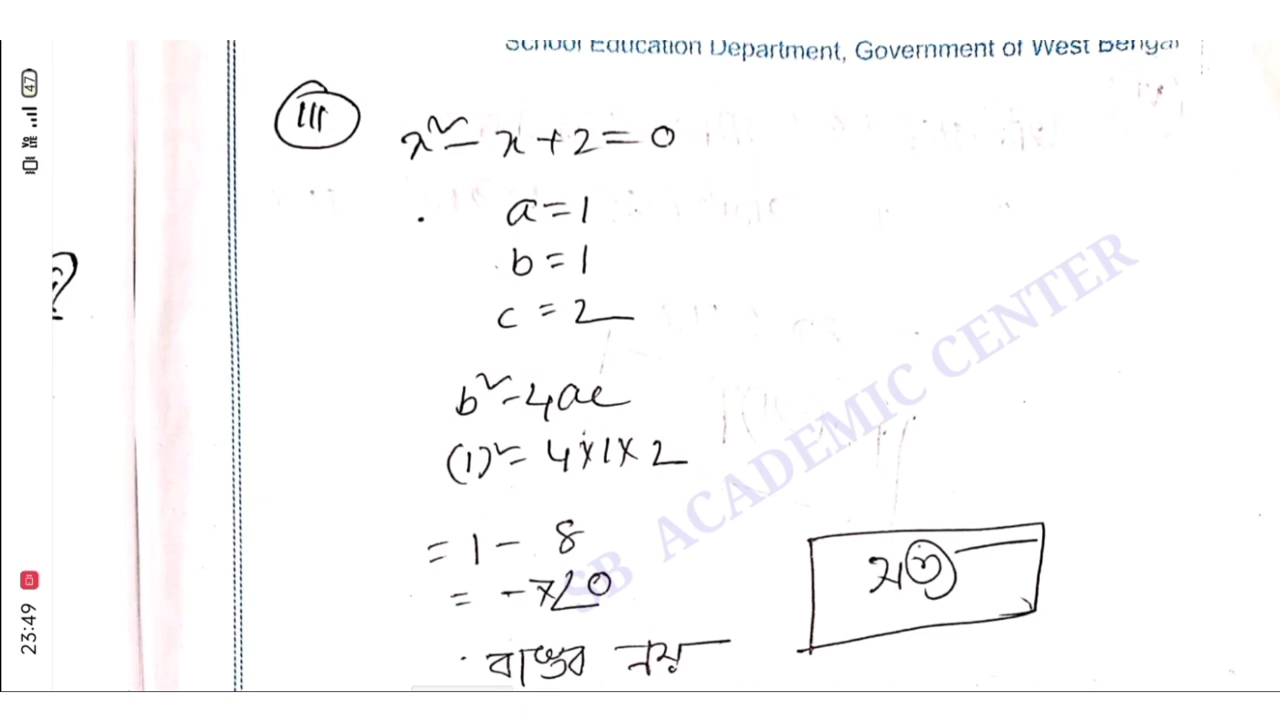 School Education Department, Government of West Bengal
III
x² - x + 2 = 0
a = 1
b = 1
c = 2
b² - 4ac
(1)² - 4 × 1 × 2
= 1 - 8
= -7 < 0
বাস্তব নয়
সত্য
SB ACADEMIC CENTER
23:49
47